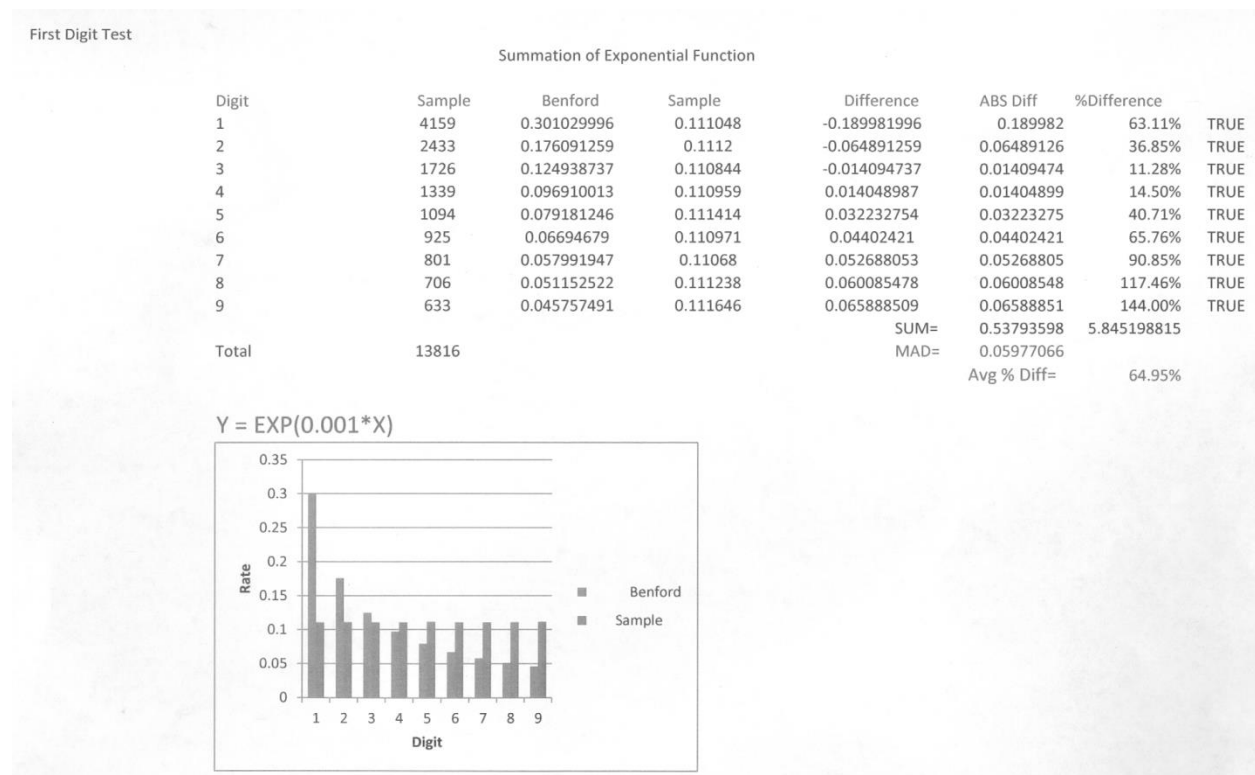 First Digit Test
Summation of Exponential Function
Digit Sample Benford Sample Difference ABS Diff %Difference
1 4159 0.301029996 0.111048 -0.189981996 0.189982 63.11% TRUE
2 2433 0.176091259 0.1112 -0.064891259 0.06489126 36.85% TRUE
3 1726 0.124938737 0.110844 -0.014094737 0.01409474 11.28% TRUE
4 1339 0.096910013 0.110959 0.014048987 0.01404899 14.50% TRUE
5 1094 0.079181246 0.111414 0.032232754 0.03223275 40.71% TRUE
6 925 0.06694679 0.110971 0.04402421 0.04402421 65.76% TRUE
7 801 0.057991947 0.11068 0.052688053 0.05268805 90.85% TRUE
8 706 0.051152522 0.111238 0.060085478 0.06008548 117.46% TRUE
9 633 0.045757491 0.111646 0.065888509 0.06588851 144.00% TRUE
SUM= 0.53793598 5.845198815
Total 13816 MAD= 0.05977066
Avg % Diff= 64.95%
Y = EXP(0.001*X)
0.35
0.3
0.25
0.2
0.15
0.1
0.05
0
Rate
Benford
Sample
1 2 3 4 5 6 7 8 9
Digit